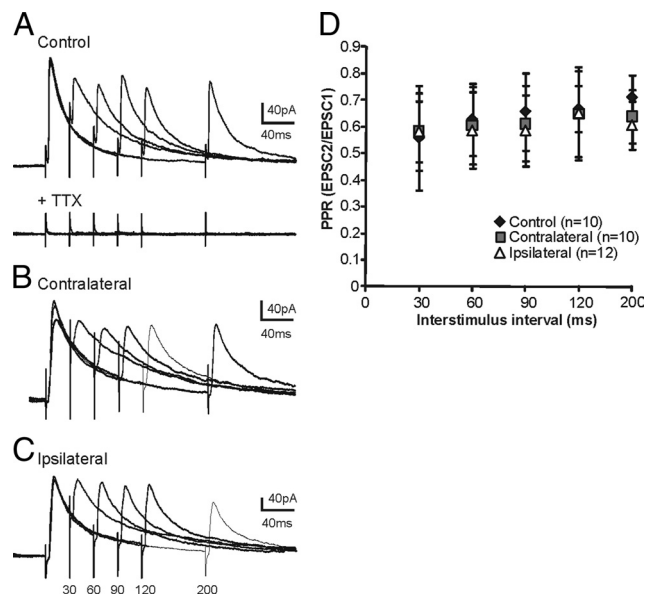 A
Control
40pA
40ms
+ TTX
B
Contralateral
40pA
40ms
C
Ipsilateral
40pA
40ms
30 60 90 120 200
D
PPR (EPSC2/EPSC1)
0.9
0.8
0.7
0.6
0.5
0.4
0.3
0.2
0.1
0
Control (n=10)
Contralateral (n=10)
Ipsilateral (n=12)
0 30 60 90 120 200
Interstimulus interval (ms)